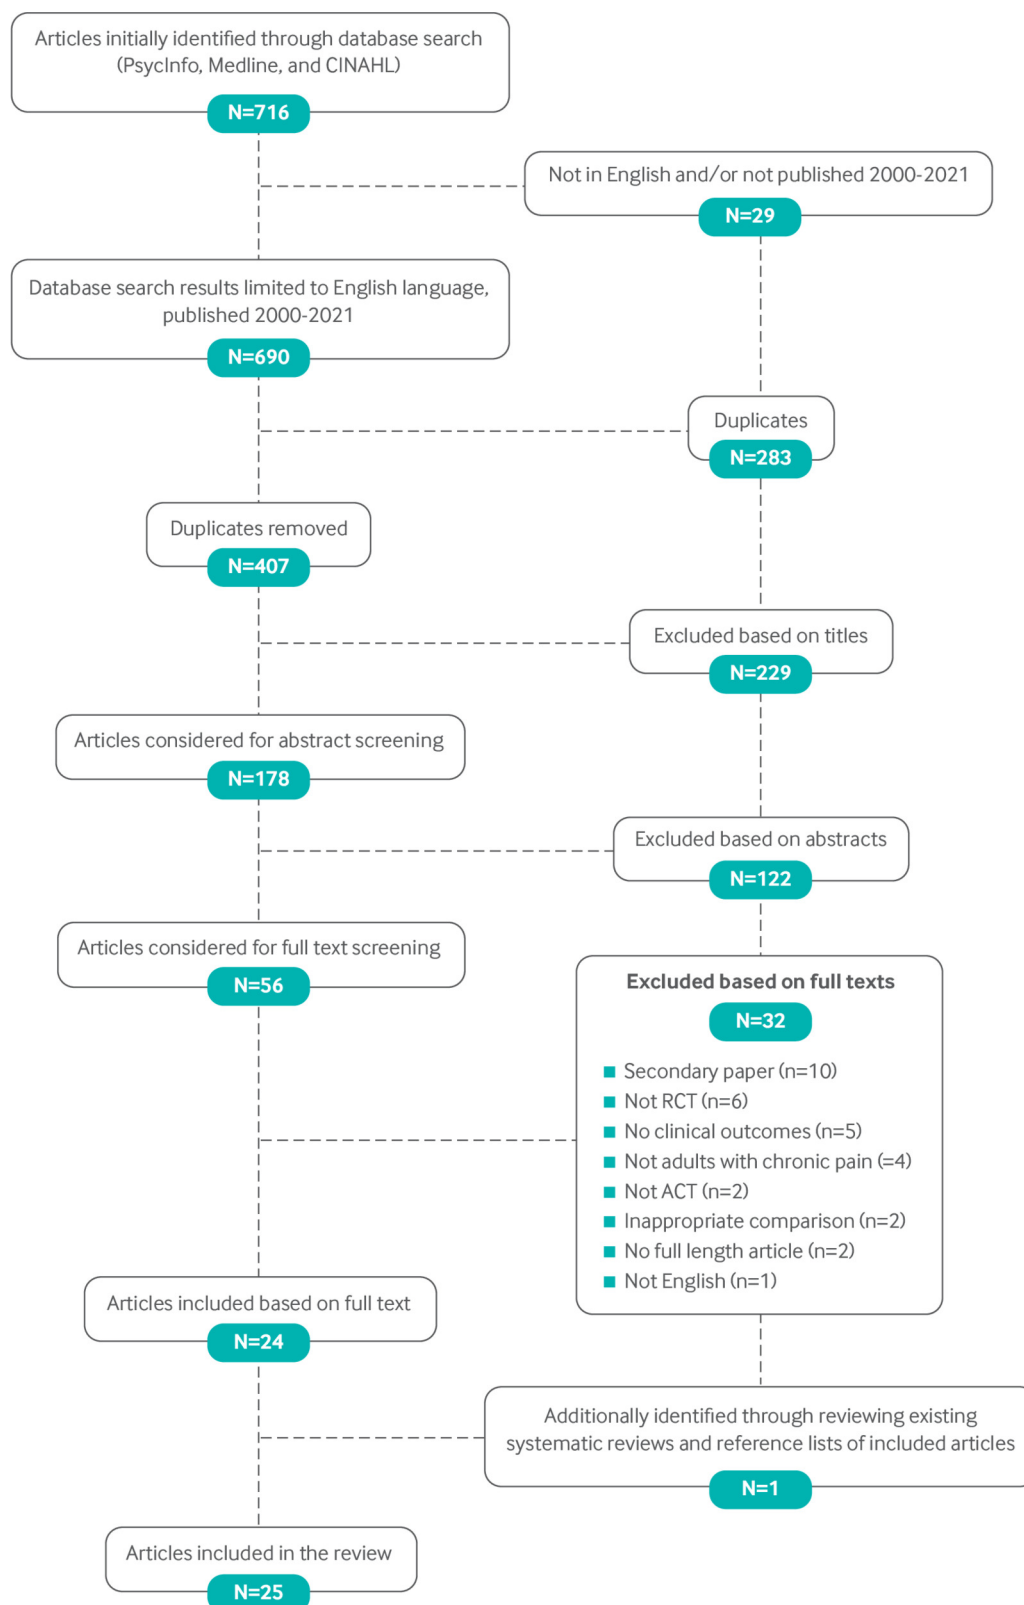 Articles initially identified through database search
(PsycInfo, Medline, and CINAHL)
N=716
Not in English and/or not published 2000-2021
N=29
Database search results limited to English language,
published 2000-2021
N=690
Duplicates
N=283
Duplicates removed
N=407
Excluded based on titles
N=229
Articles considered for abstract screening
N=178
Excluded based on abstracts
N=122
Articles considered for full text screening
N=56
Excluded based on full texts
N=32
Secondary paper (n=10)
Not RCT (n=6)
No clinical outcomes (n=5)
Not adults with chronic pain (=4)
Not ACT (n=2)
Inappropriate comparison (n=2)
No full length article (n=2)
Not English (n=1)
Articles included based on full text
N=24
Additionally identified through reviewing existing
systematic reviews and reference lists of included articles
N=1
Articles included in the review
N=25